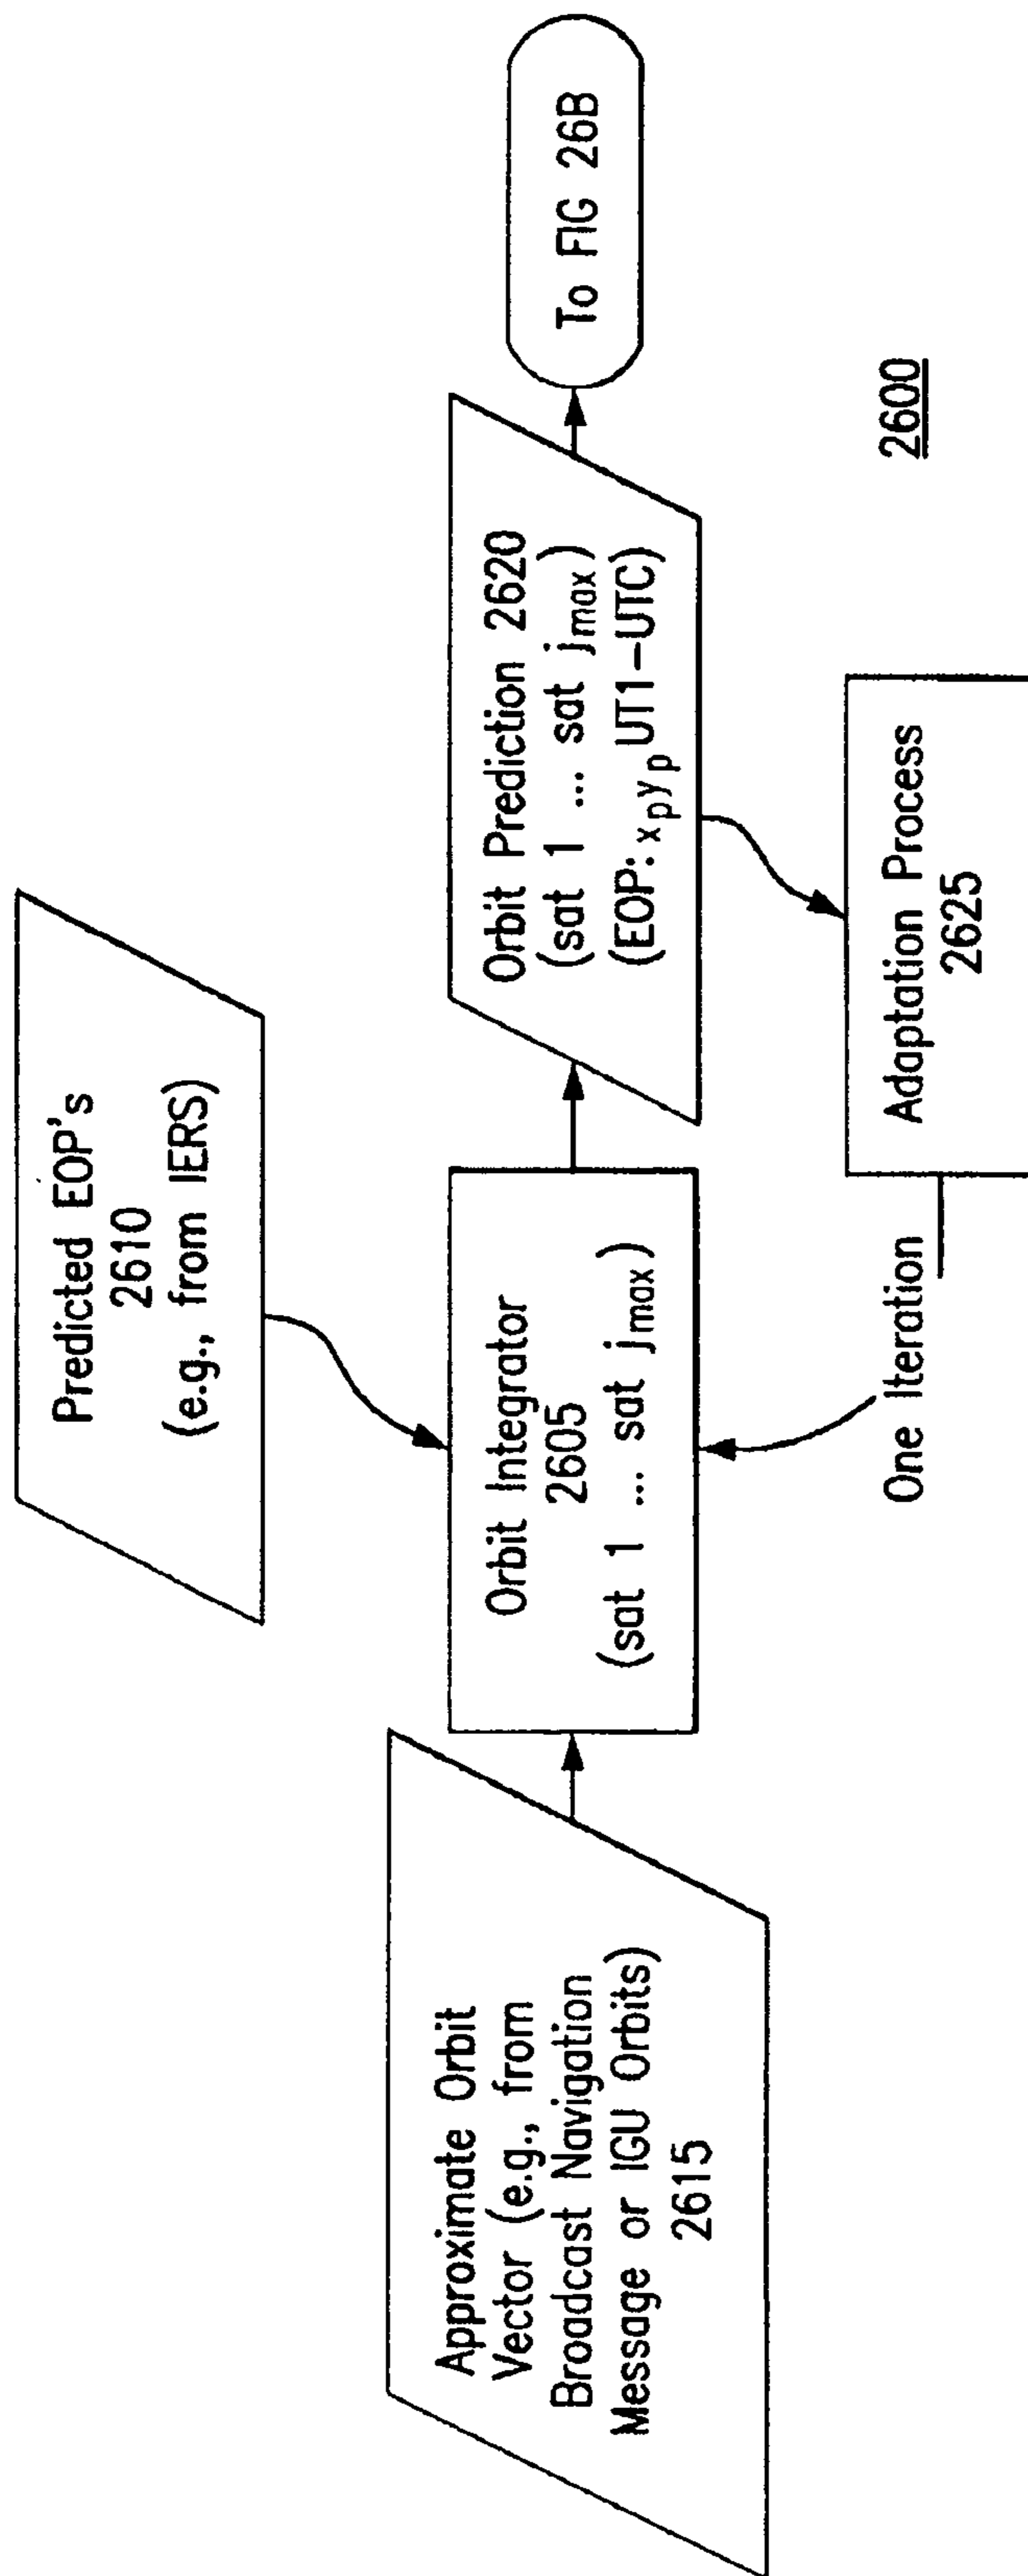 Predicted EOP's
2610
(e.g., from IERS)
Approximate Orbit
Vector (e.g., from
Broadcast Navigation
Message or IGU Orbits)
2615
Orbit Integrator
2605
(sat 1 ... sat jmax)
Orbit Prediction 2620
(sat 1 ... sat jmax)
(EOP: xpyp UT1-UTC)
To FIG 26B
One Iteration
Adaptation Process
2625
2600